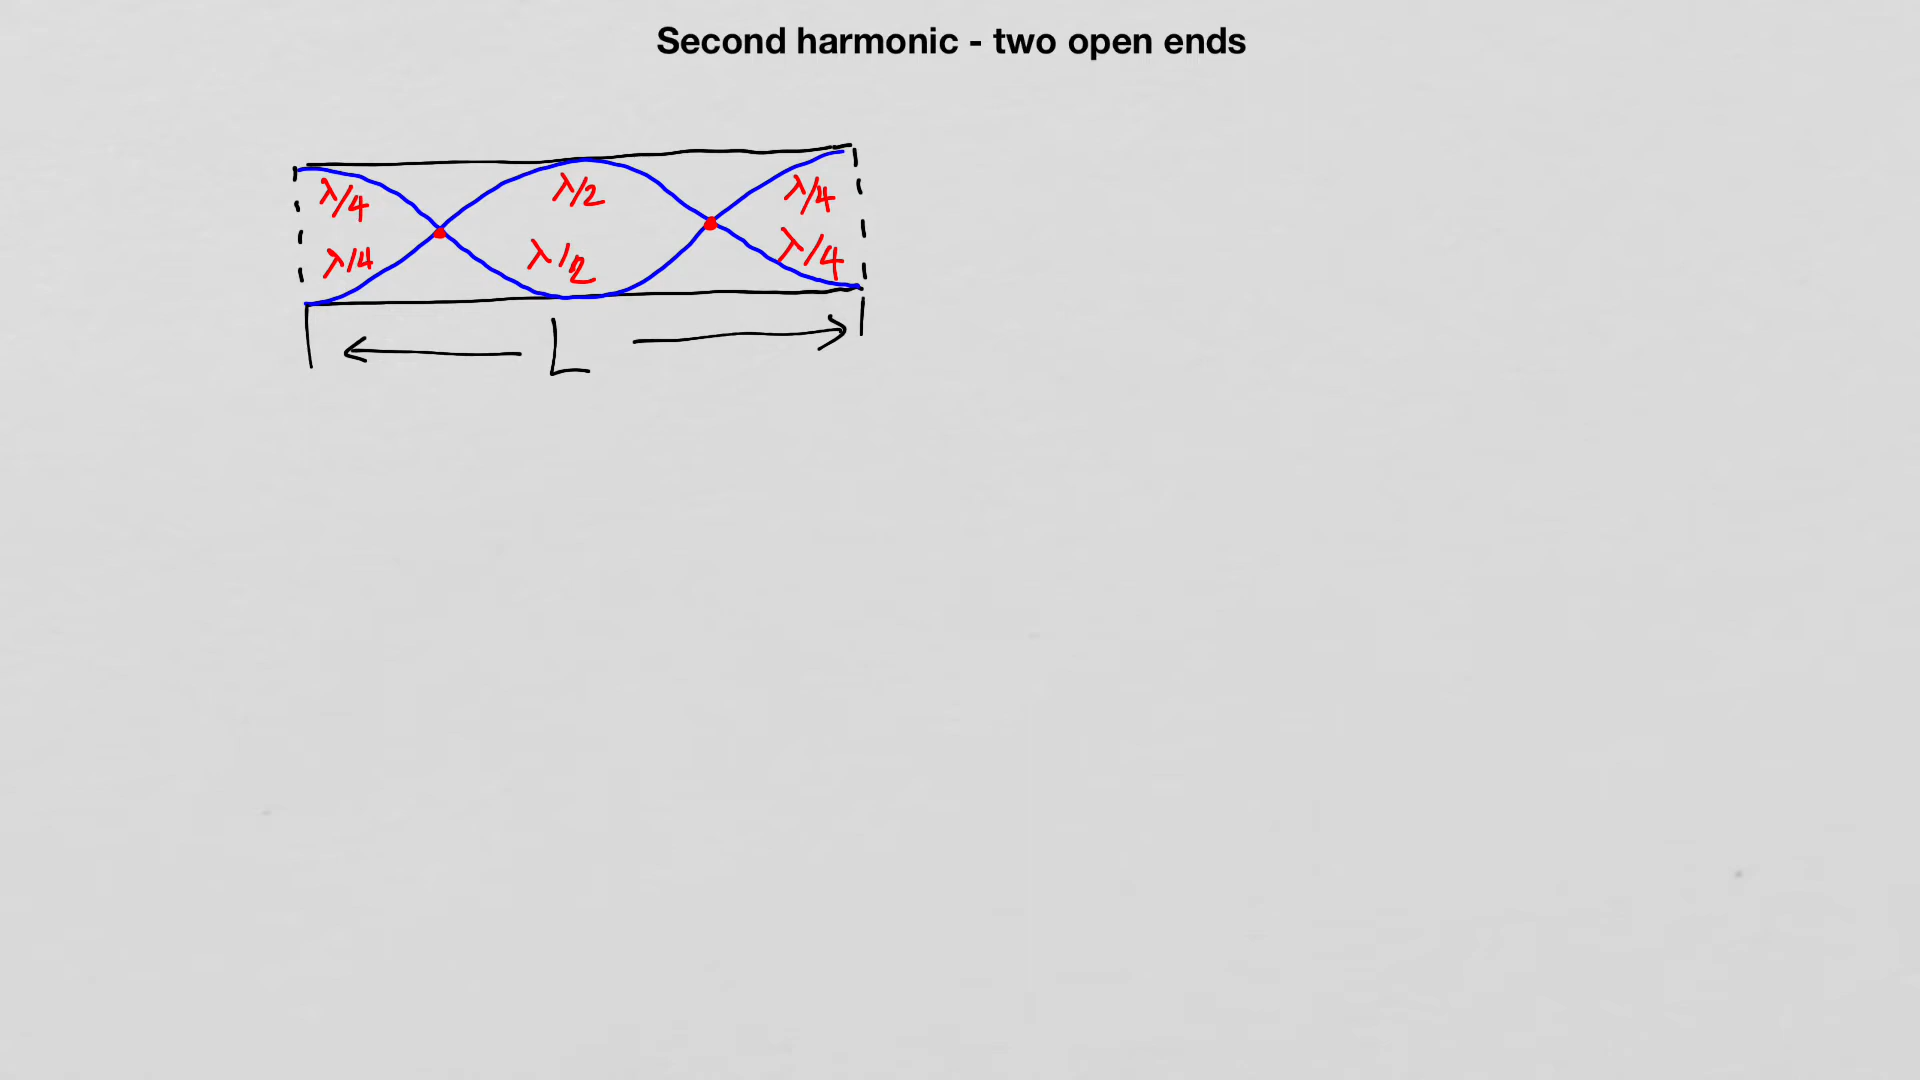 Second harmonic - two open ends
λ/4 λ/2 λ/4
λ/4 λ/2 λ/4
L